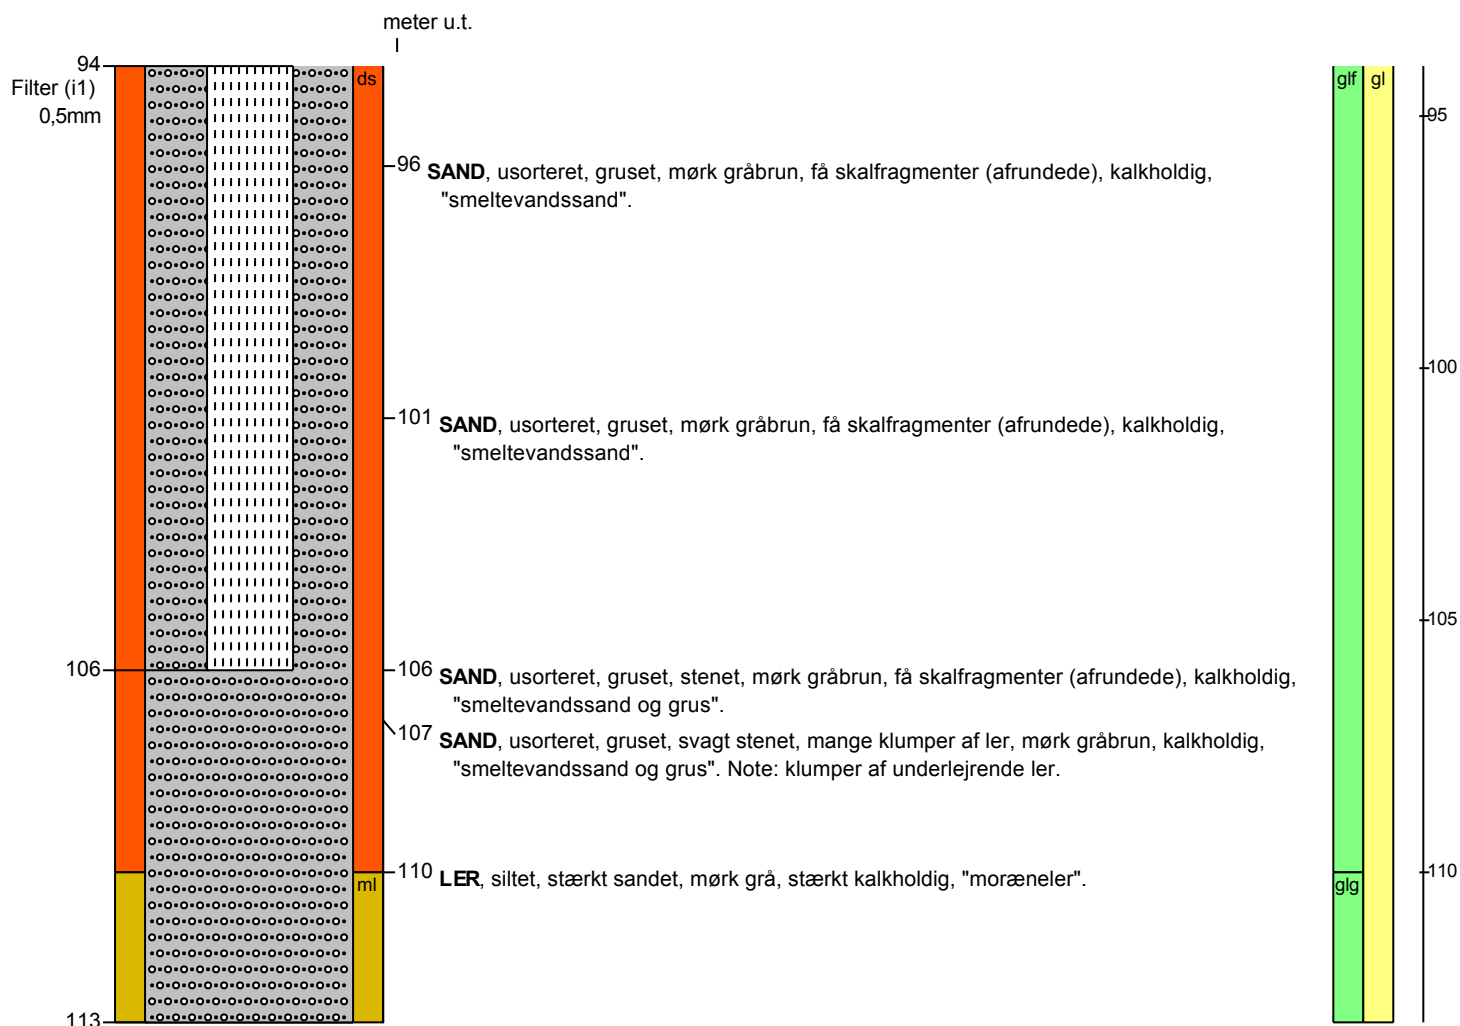 meter u.t.
94
Filter (i1)
0,5mm
ds
glf gl
95
96 SAND, usorteret, gruset, mørk gråbrun, få skalfragmenter (afrundede), kalkholdig,
"smeltevandssand".
100
101 SAND, usorteret, gruset, mørk gråbrun, få skalfragmenter (afrundede), kalkholdig,
"smeltevandssand".
105
106
106 SAND, usorteret, gruset, stenet, mørk gråbrun, få skalfragmenter (afrundede), kalkholdig,
"smeltevandssand og grus".
107 SAND, usorteret, gruset, svagt stenet, mange klumper af ler, mørk gråbrun, kalkholdig,
"smeltevandssand og grus". Note: klumper af underlejrende ler.
110 LER, siltet, stærkt sandet, mørk grå, stærkt kalkholdig, "moræneler".
ml
glg
110
113